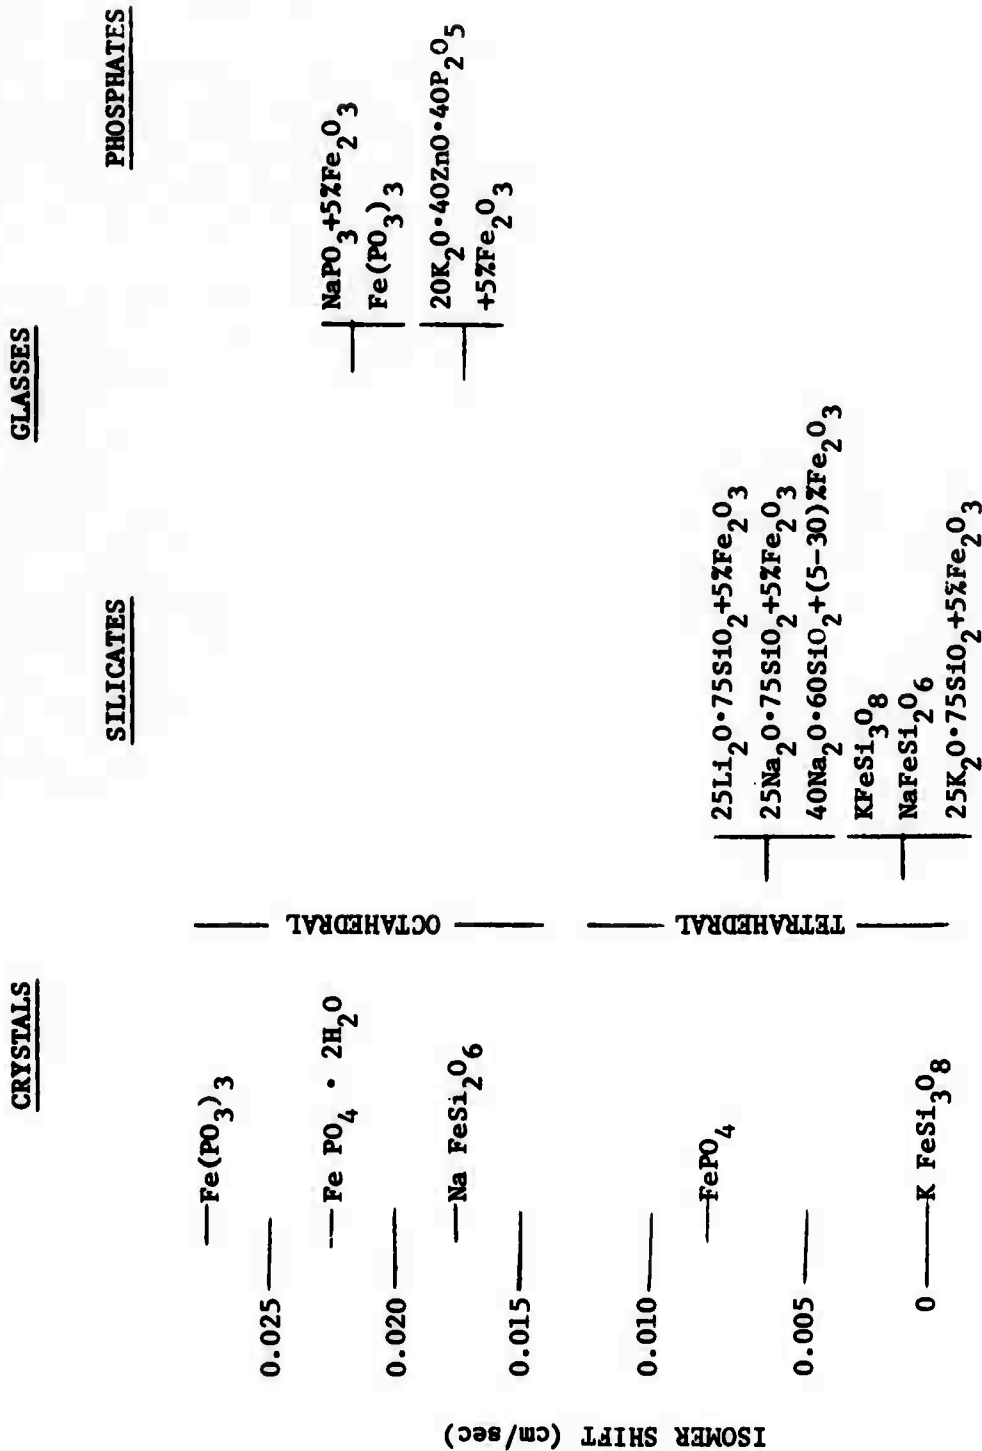 CRYSTALS
GLASSES
SILICATES
PHOSPHATES
ISOMER SHIFT (cm/sec)
0.025
0.020
0.015
0.010
0.005
0
Fe(PO3)3
Fe PO4 · 2H2O
Na FeSi2O6
FePO4
K FeSi3O8
OCTAHEDRAL
TETRAHEDRAL
25Li2O•75SiO2+5%Fe2O3
25Na2O•75SiO2+5%Fe2O3
40Na2O•60SiO2+(5-30)%Fe2O3
KFeSi3O8
NaFeSi2O6
25K2O•75SiO2+5%Fe2O3
NaPO3+5%Fe2O3
Fe(PO3)3
20K2O•40ZnO•40P2O5
+5%Fe2O3